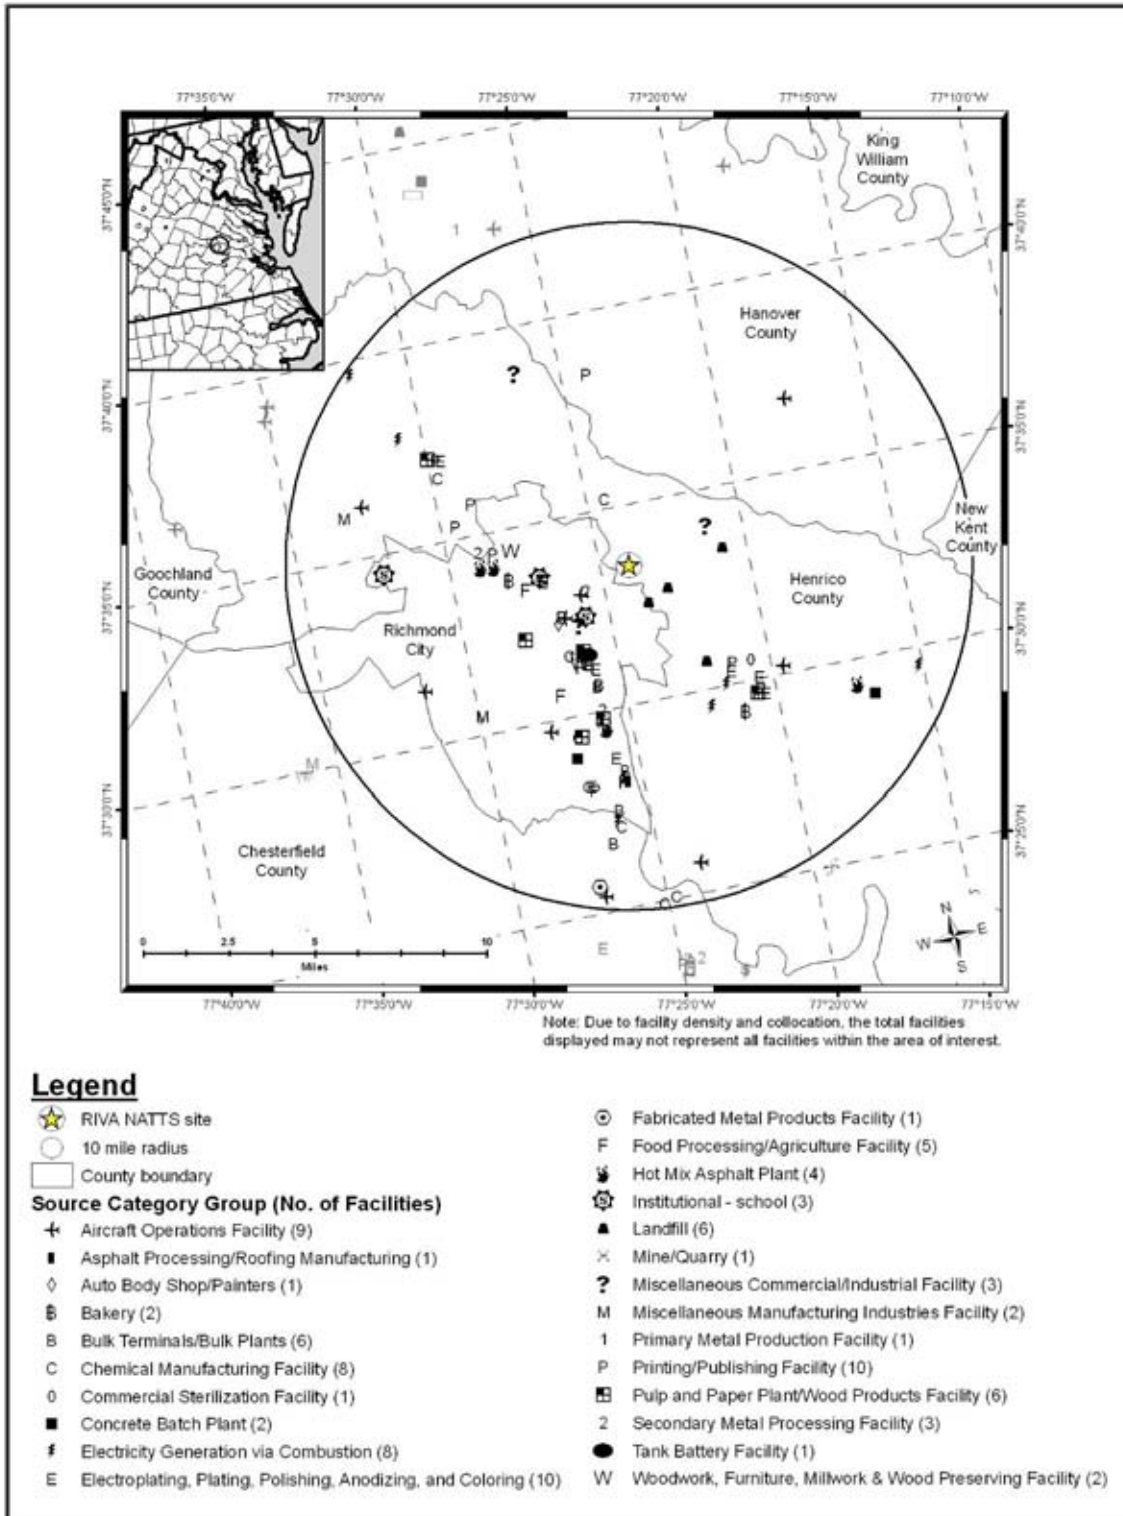 77°35'0"W 77°30'0"W 77°25'0"W 77°20'0"W 77°15'0"W 77°10'0"W
King
William
County
37°45'0"N
37°40'0"N
Hanover
County
37°40'0"N
37°35'0"N
New
Kent
County
Goochland
County
Henrico
County
37°35'0"N
37°30'0"N
Richmond
City
37°30'0"N
37°25'0"N
Chesterfield
County
N
W E
S
0 2.5 5 10
Miles
77°40'0"W 77°35'0"W 77°30'0"W 77°25'0"W 77°20'0"W 77°15'0"W
Note: Due to facility density and collocation, the total facilities
displayed may not represent all facilities within the area of interest.
Legend
RIVA NATTS site
10 mile radius
County boundary
Source Category Group (No. of Facilities)
Aircraft Operations Facility (9)
Asphalt Processing/Roofing Manufacturing (1)
Auto Body Shop/Painters (1)
Bakery (2)
B Bulk Terminals/Bulk Plants (6)
C Chemical Manufacturing Facility (8)
0 Commercial Sterilization Facility (1)
Concrete Batch Plant (2)
Electricity Generation via Combustion (8)
E Electroplating, Plating, Polishing, Anodizing, and Coloring (10)
Fabricated Metal Products Facility (1)
F Food Processing/Agriculture Facility (5)
Hot Mix Asphalt Plant (4)
S Institutional - school (3)
Landfill (6)
Mine/Quarry (1)
? Miscellaneous Commercial/Industrial Facility (3)
M Miscellaneous Manufacturing Industries Facility (2)
1 Primary Metal Production Facility (1)
P Printing/Publishing Facility (10)
Pulp and Paper Plant/Wood Products Facility (6)
2 Secondary Metal Processing Facility (3)
Tank Battery Facility (1)
W Woodwork, Furniture, Millwork & Wood Preserving Facility (2)